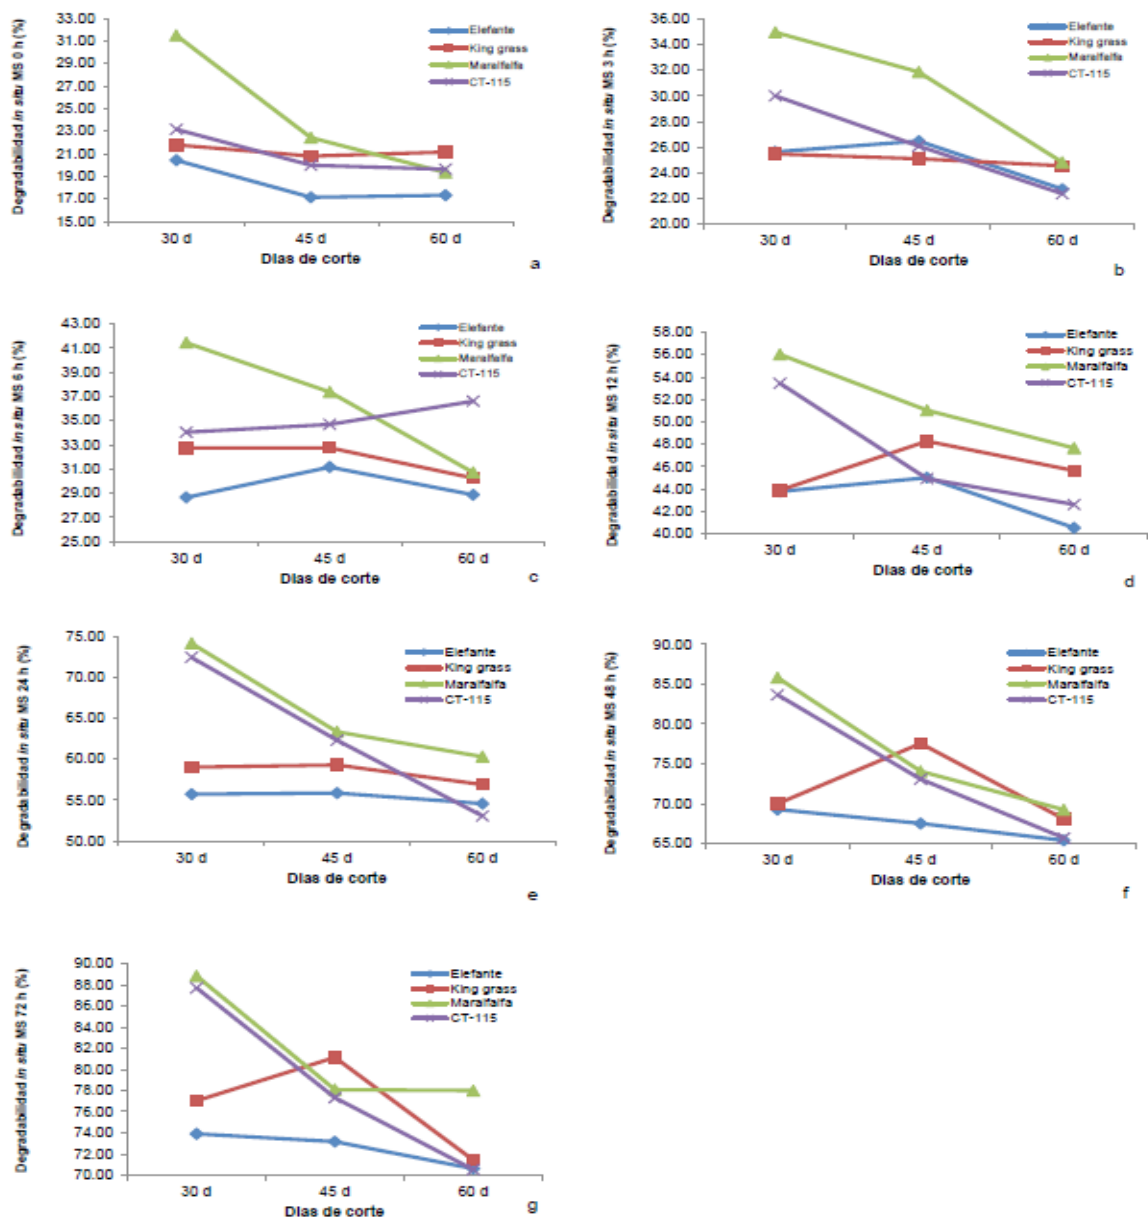 Degradabilidad in situ MS 0 h (%)
33.00
31.00
29.00
27.00
25.00
23.00
21.00
19.00
17.00
15.00
Elefante
King grass
Maralfalfa
CT-115
30 d 45 d 60 d
Dias de corte
a
Degradabilidad in situ MS 3 h (%)
36.00
34.00
32.00
30.00
28.00
26.00
24.00
22.00
20.00
Elefante
King grass
Maralfalfa
CT-115
30 d 45 d 60 d
Dias de corte
b
Degradabilidad in situ MS 6 h (%)
43.00
41.00
39.00
37.00
35.00
33.00
31.00
29.00
27.00
25.00
Elefante
King grass
Maralfalfa
CT-115
30 d 45 d 60 d
Dias de corte
c
Degradabilidad in situ MS 12 h (%)
58.00
56.00
54.00
52.00
50.00
48.00
46.00
44.00
42.00
40.00
Elefante
King grass
Maralfalfa
CT-115
30 d 45 d 60 d
Dias de corte
d
Degradabilidad in situ MS 24 h (%)
75.00
70.00
65.00
60.00
55.00
50.00
Elefante
King grass
Maralfalfa
CT-115
30 d 45 d 60 d
Dias de corte
e
Degradabilidad in situ MS 48 h (%)
90.00
85.00
80.00
75.00
70.00
65.00
Elefante
King grass
Maralfalfa
CT-115
30 d 45 d 60 d
Dias de corte
f
Degradabilidad in situ MS 72 h (%)
90.00
88.00
86.00
84.00
82.00
80.00
78.00
76.00
74.00
72.00
70.00
Elefante
King grass
Maralfalfa
CT-115
30 d 45 d 60 d
Dias de corte
g